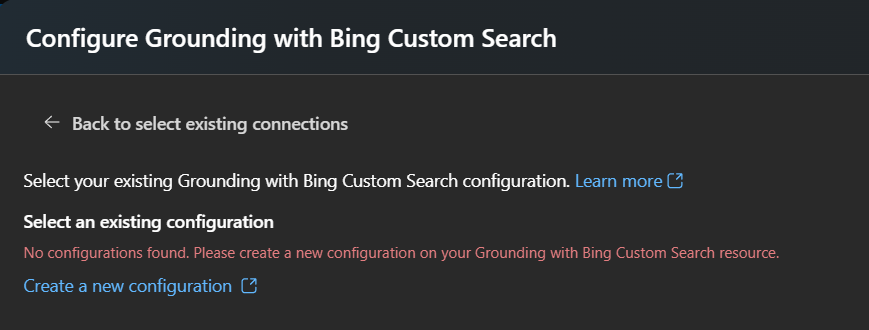 Configure Grounding with Bing Custom Search
Back to select existing connections
Select your existing Grounding with Bing Custom Search configuration. Learn more
Select an existing configuration
No configurations found. Please create a new configuration on your Grounding with Bing Custom Search resource.
Create a new configuration